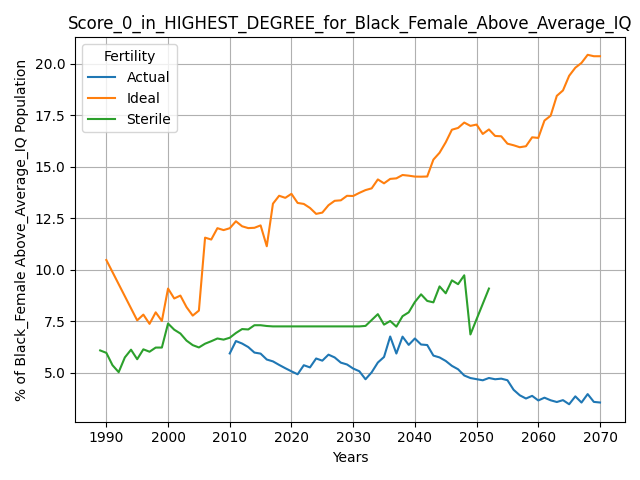 Score_0_in_HIGHEST_DEGREE_for_Black_Female_Above_Average_IQ
Fertility
Actual
Ideal
Sterile
% of Black_Female Above_Average_IQ Population
20.0
17.5
15.0
12.5
10.0
7.5
5.0
1990 2000 2010 2020 2030 2040 2050 2060 2070
Years